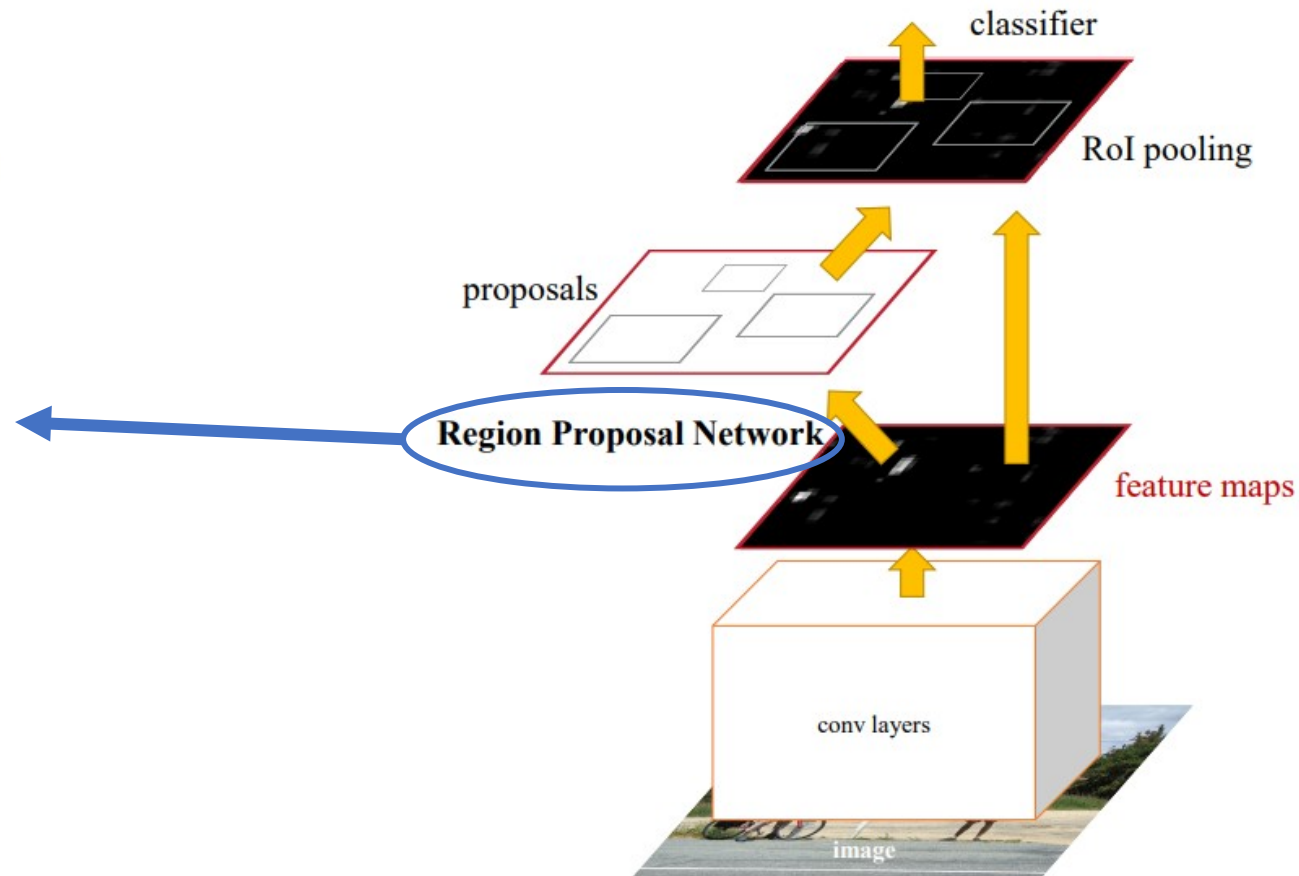 classifier
RoI pooling
proposals
Region Proposal Network
feature maps
conv layers
image